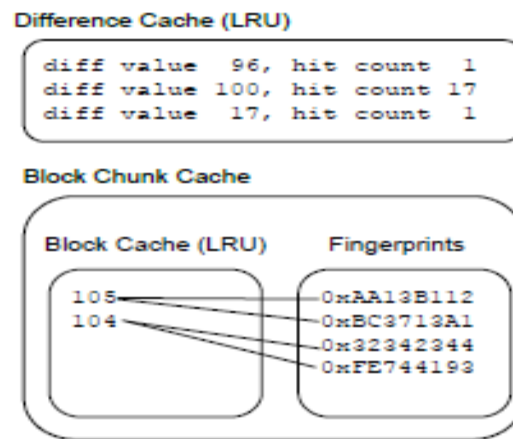 Difference Cache (LRU)
diff value 96, hit count 1
diff value 100, hit count 17
diff value 17, hit count 1
Block Chunk Cache
Block Cache (LRU) Fingerprints
105 0xAA13B112
104 0xBC3713A1
0x32342344
0xFE744193